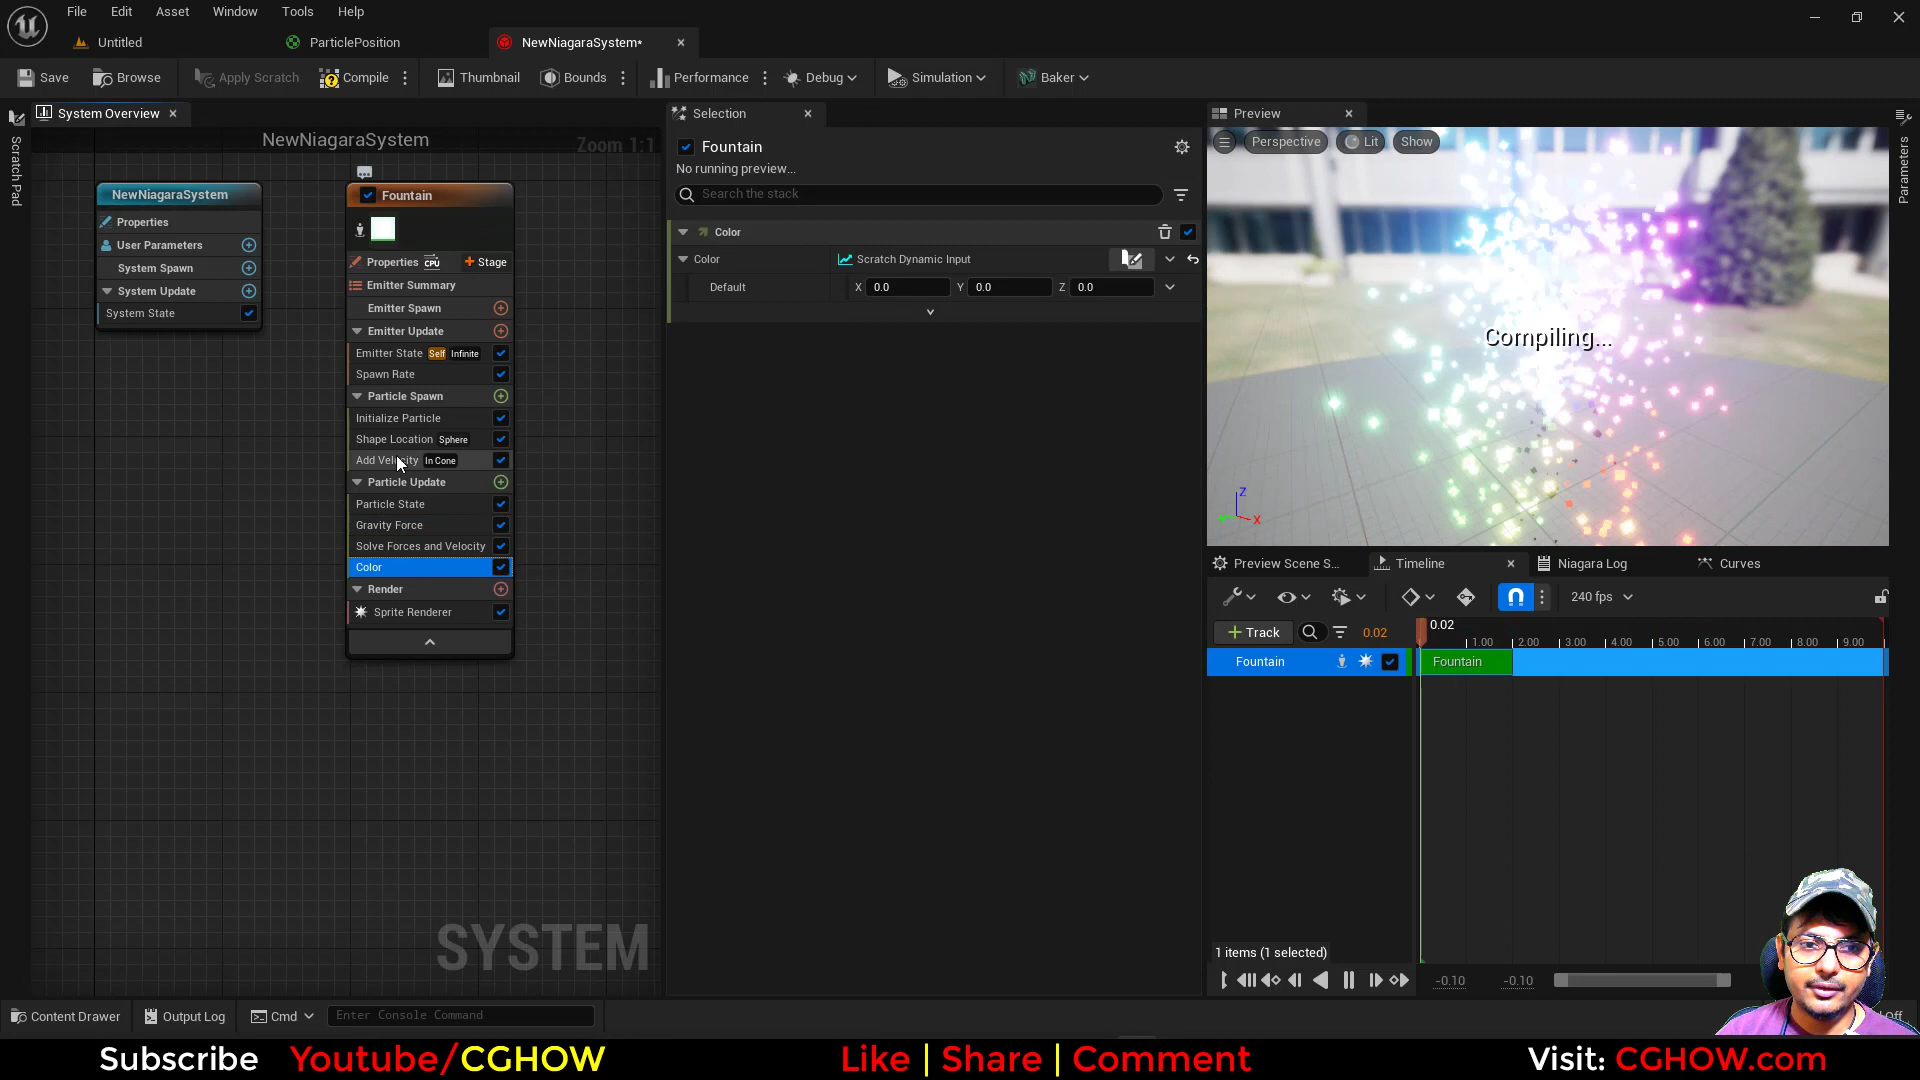 File Edit Asset Window Tools Help
Untitled ParticlePosition NewNiagaraSystem*
Save Browse Apply Scratch Compile Thumbnail Bounds Performance Debug Simulation Baker
System Overview
Scratch Pad
NewNiagaraSystem
Zoom 1:1
NewNiagaraSystem
Properties
User Parameters
System Spawn
System Update
System State
Fountain
Properties CPU Stage
Emitter Summary
Emitter Spawn
Emitter Update
Emitter State Self Infinite
Spawn Rate
Particle Spawn
Initialize Particle
Shape Location Sphere
Add Velocity In Cone
Particle Update
Particle State
Gravity Force
Solve Forces and Velocity
Color
Render
Sprite Renderer
SYSTEM
Selection
Fountain
No running preview...
Search the stack
Color
Color Scratch Dynamic Input
Default X 0.0 Y 0.0 Z 0.0
Preview
Perspective Lit Show
Compiling...
Z
X
Parameters
Preview Scene S... Timeline Niagara Log Curves
240 fps
Track 0.02 0.02
1.00 2.00 3.00 4.00 5.00 6.00 7.00 8.00 9.00
Fountain Fountain
1 items (1 selected)
-0.10 -0.10
Content Drawer Output Log Cmd Enter Console Command Off
Subscribe Youtube/CGHOW Like | Share | Comment Visit: CGHOW.com